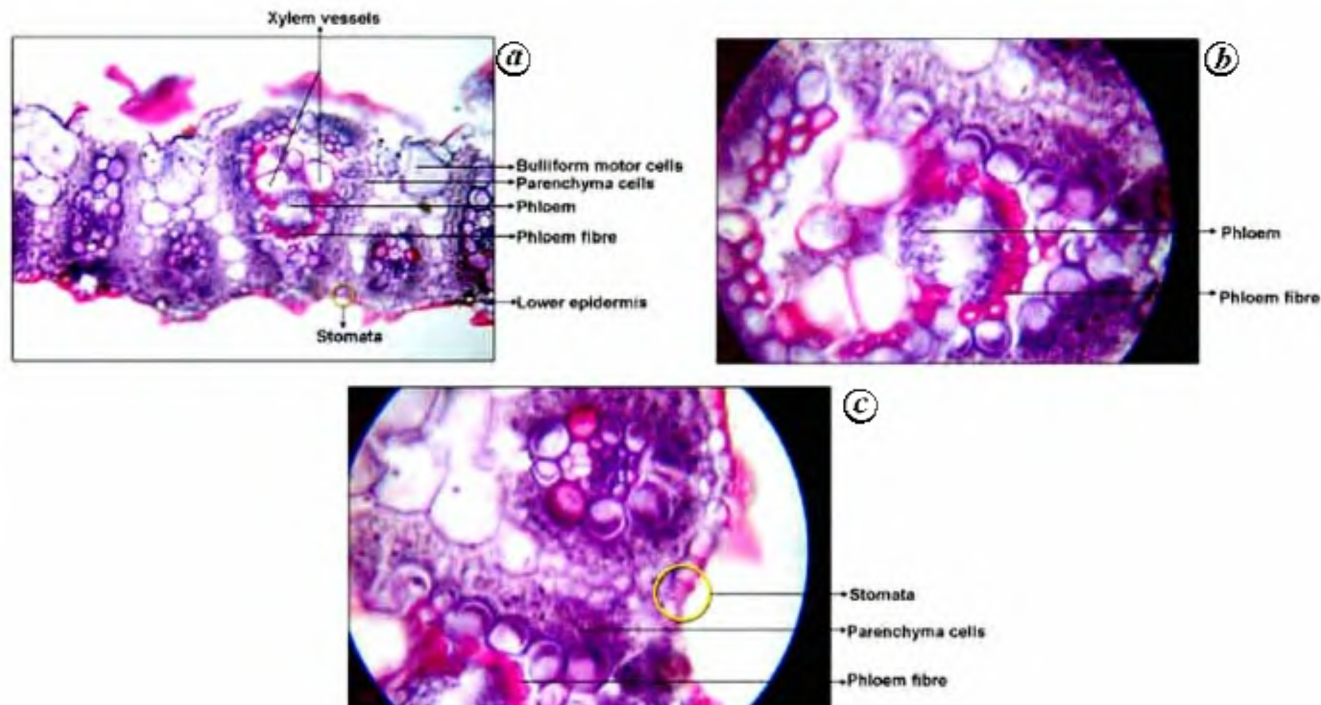 Xylem vessels
a
Bulliform motor cells
Parenchyma cells
Phloem
Phloem fibre
Lower epidermis
Stomata
b
Phloem
Phloem fibre
c
Stomata
Parenchyma cells
Phloem fibre